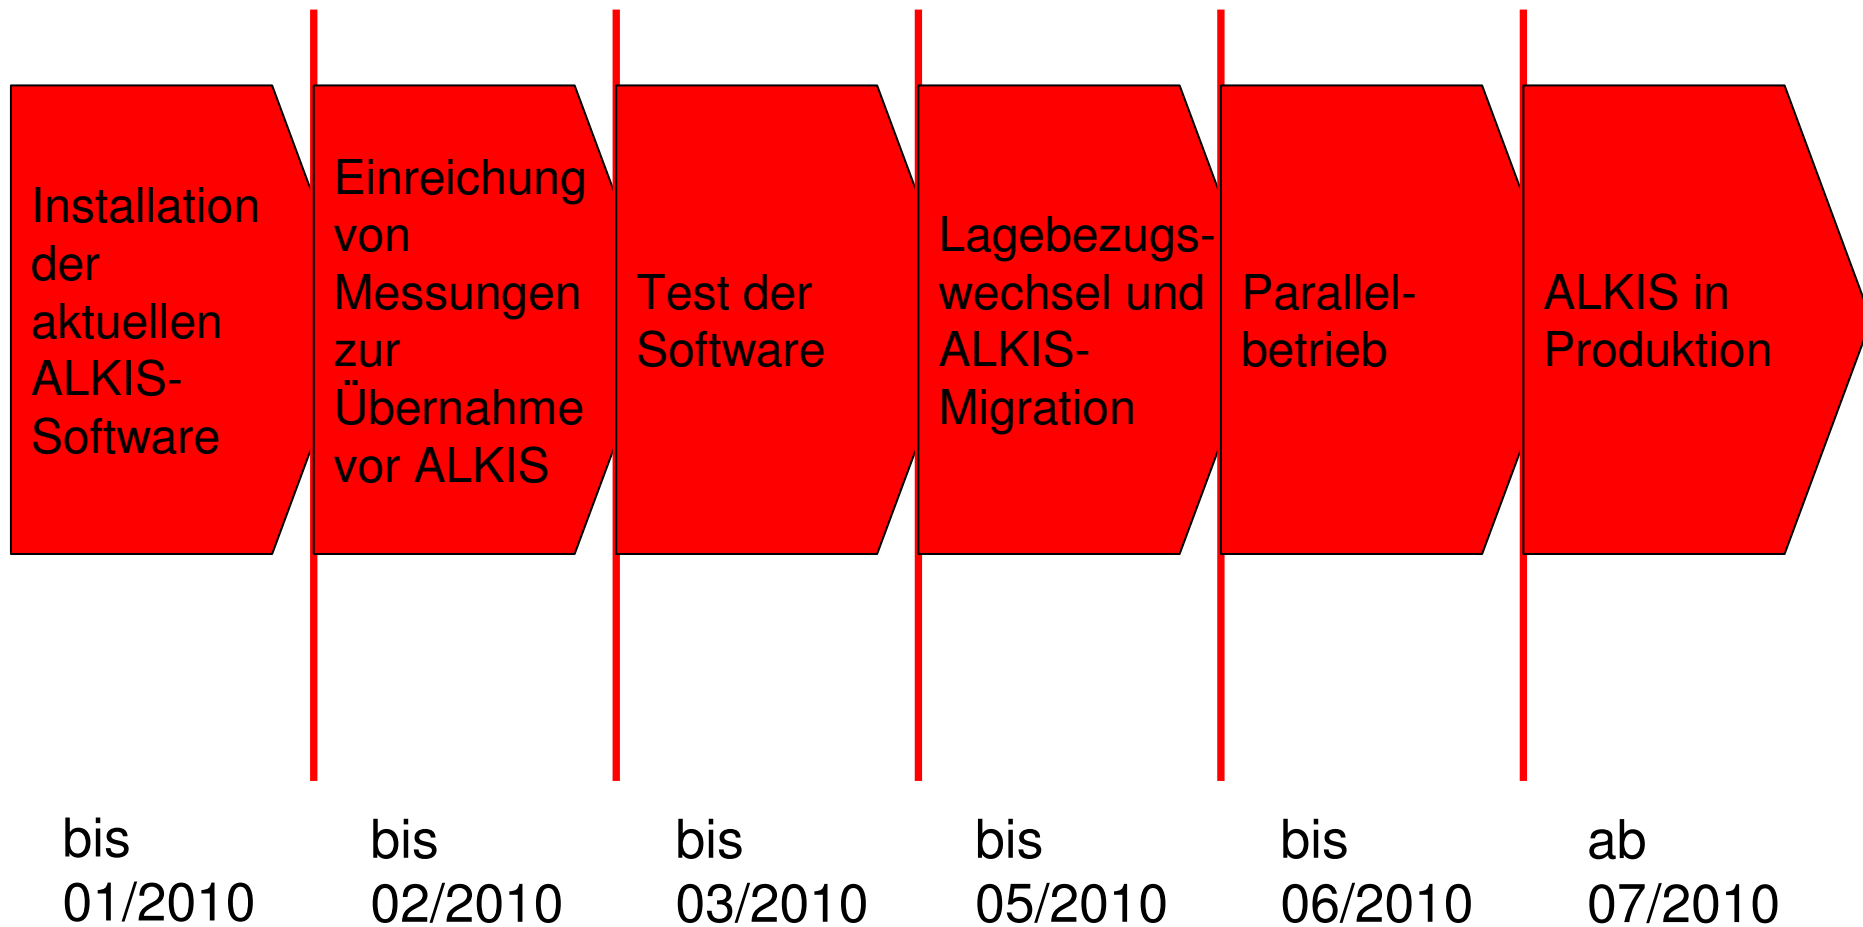 Installation
der
aktuellen
ALKIS-
Software
Einreichung
von
Messungen
zur
Übernahme
vor ALKIS
Test der
Software
Lagebezugs-
wechsel und
ALKIS-
Migration
Parallel-
betrieb
ALKIS in
Produktion
bis
01/2010
bis
02/2010
bis
03/2010
bis
05/2010
bis
06/2010
ab
07/2010